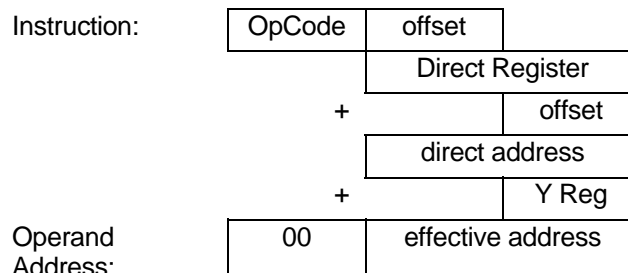 Instruction: OpCode offset
Direct Register
+ offset
direct address
+ Y Reg
Operand 00 effective address
Address: